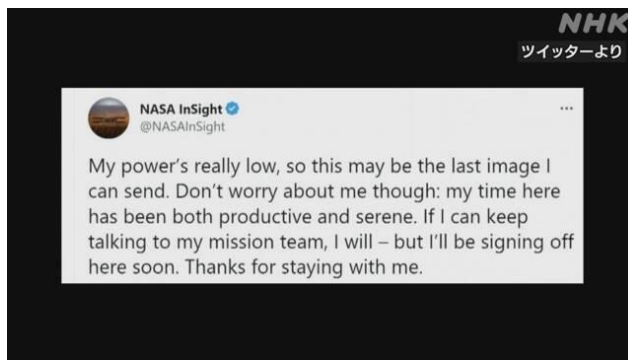 NHK
ツイッターより
NASA InSight
@NASAInSight
My power's really low, so this may be the last image I
can send. Don't worry about me though: my time here
has been both productive and serene. If I can keep
talking to my mission team, I will – but I'll be signing off
here soon. Thanks for staying with me.